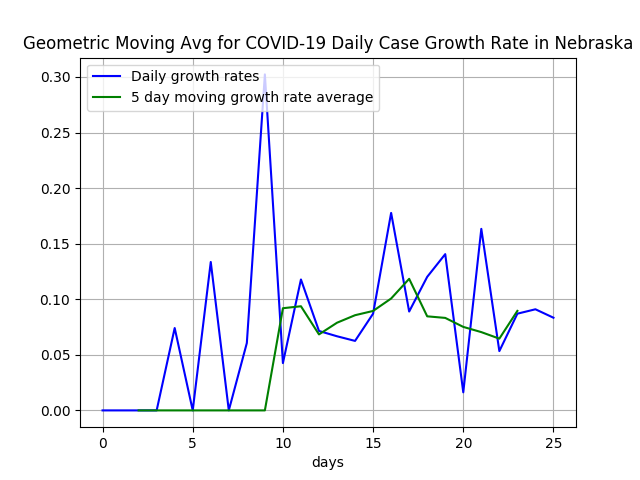 Geometric Moving Avg for COVID-19 Daily Case Growth Rate in Nebraska
Daily growth rates
5 day moving growth rate average
0.30
0.25
0.20
0.15
0.10
0.05
0.00
0 5 10 15 20 25
days